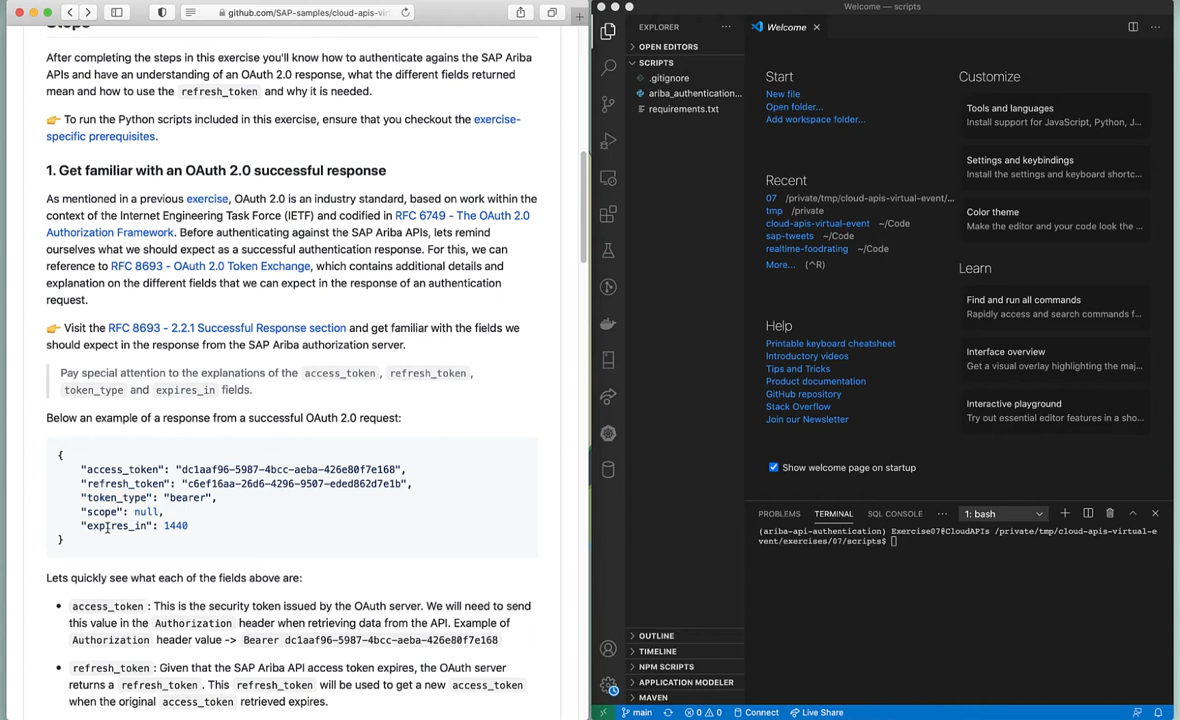 github.com/SAP-samples/cloud-apis-vir
Steps
After completing the steps in this exercise you'll know how to authenticate agains the SAP Ariba
APIs and have an understanding of an OAuth 2.0 response, what the different fields returned
mean and how to use the refresh_token and why it is needed.
👉 To run the Python scripts included in this exercise, ensure that you checkout the exercise-
specific prerequisites.
1. Get familiar with an OAuth 2.0 successful response
As mentioned in a previous exercise, OAuth 2.0 is an industry standard, based on work within the
context of the Internet Engineering Task Force (IETF) and codified in RFC 6749 - The OAuth 2.0
Authorization Framework. Before authenticating against the SAP Ariba APIs, lets remind
ourselves what we should expect as a successful authentication response. For this, we can
reference to RFC 8693 - OAuth 2.0 Token Exchange, which contains additional details and
explanation on the different fields that we can expect in the response of an authentication
request.
👉 Visit the RFC 8693 - 2.2.1 Successful Response section and get familiar with the fields we
should expect in the response from the SAP Ariba authorization server.
Pay special attention to the explanations of the access_token, refresh_token,
token_type and expires_in fields.
Below an example of a response from a successful OAuth 2.0 request:
{
"access_token": "dc1aaf96-5987-4bcc-aeba-426e80f7e168",
"refresh_token": "c6ef16aa-26d6-4296-9507-eded862d7e1b",
"token_type": "bearer",
"scope": null,
"expires_in": 1440
}
Lets quickly see what each of the fields above are:
• access_token: This is the security token issued by the OAuth server. We will need to send
this value in the Authorization header when retrieving data from the API. Example of
Authorization header value -> Bearer dc1aaf96-5987-4bcc-aeba-426e80f7e168
• refresh_token: Given that the SAP Ariba API access token expires, the OAuth server
returns a refresh_token. This refresh_token will be used to get a new access_token
when the original access_token retrieved expires.
Welcome — scripts
EXPLORER
OPEN EDITORS
SCRIPTS
.gitignore
ariba_authentication...
requirements.txt
OUTLINE
TIMELINE
NPM SCRIPTS
APPLICATION MODELER
MAVEN
Welcome
Start
New file
Open folder...
Add workspace folder...
Recent
07 /private/tmp/cloud-apis-virtual-event/...
tmp /private
cloud-apis-virtual-event ~/Code
sap-tweets ~/Code
realtime-foodrating ~/Code
More... (^R)
Help
Printable keyboard cheatsheet
Introductory videos
Tips and Tricks
Product documentation
GitHub repository
Stack Overflow
Join our Newsletter
Customize
Tools and languages
Install support for JavaScript, Python, J...
Settings and keybindings
Install the settings and keyboard shortc...
Color theme
Make the editor and your code look the ...
Learn
Find and run all commands
Rapidly access and search commands f...
Interface overview
Get a visual overlay highlighting the maj...
Interactive playground
Try out essential editor features in a sho...
Show welcome page on startup
PROBLEMS TERMINAL SQL CONSOLE ... 1: bash
(ariba-api-authentication) Exercise07@CloudAPIs /private/tmp/cloud-apis-virtual-e
vent/exercises/07/scripts$
main 0 0 Connect Live Share